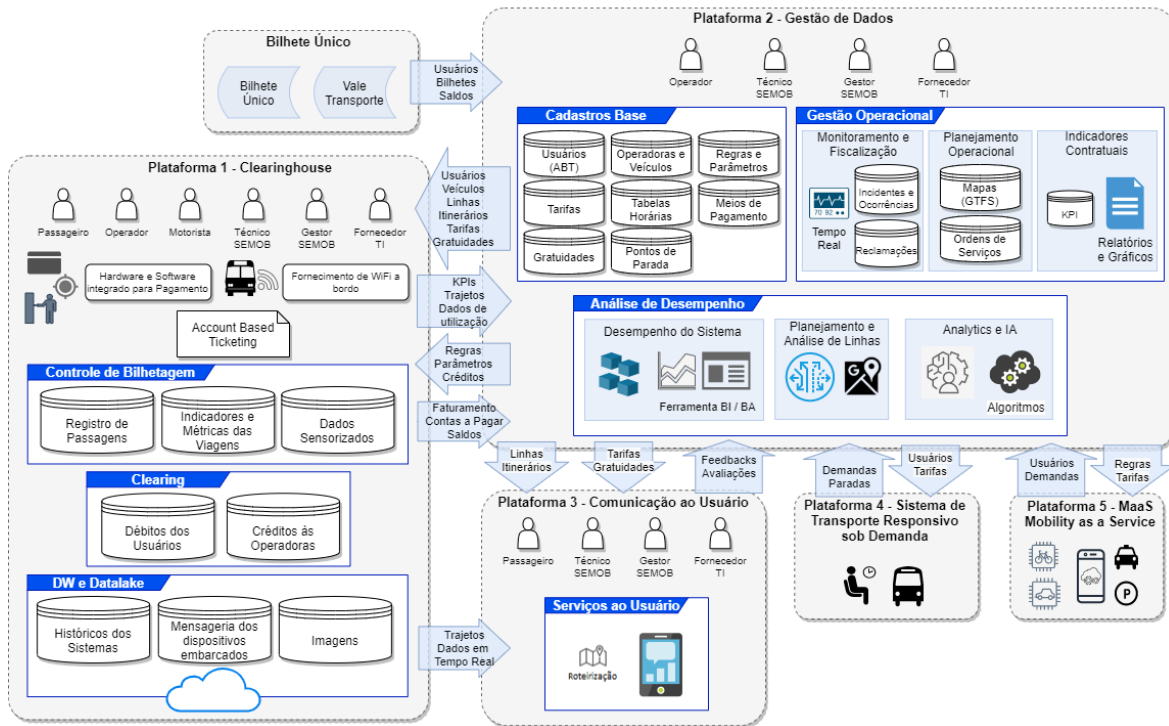 Bilhete Único
Bilhete
Único
Vale
Transporte
Usuários
Bilhetes
Saldos
Plataforma 2 - Gestão de Dados
Operador
Técnico
SEMOB
Gestor
SEMOB
Fornecedor
TI
Cadastros Base
Usuários
(ABT)
Operadoras e
Veículos
Regras e
Parâmetros
Tarifas
Tabelas
Horárias
Meios de
Pagamento
Gratuidades
Pontos de
Parada
Gestão Operacional
Monitoramento e
Fiscalização
70 92
Tempo
Real
Incidentes e
Ocorrências
Reclamações
Planejamento
Operacional
Mapas
(GTFS)
Ordens de
Serviços
Indicadores
Contratuais
KPI
Relatórios
e Gráficos
Análise de Desempenho
Desempenho do Sistema
Ferramenta BI / BA
Planejamento e
Análise de Linhas
G
Analytics e IA
Algoritmos
Plataforma 1 - Clearinghouse
Passageiro
Operador
Motorista
Técnico
SEMOB
Gestor
SEMOB
Fornecedor
TI
Hardware e Software
integrado para Pagamento
Fornecimento de WiFi a
bordo
Account Based
Ticketing
Controle de Bilhetagem
Registro de
Passagens
Indicadores e
Métricas das
Viagens
Dados
Sensorizados
Clearing
Débitos dos
Usuários
Créditos às
Operadoras
DW e Datalake
Históricos dos
Sistemas
Mensageria dos
dispositivos
embarcados
Imagens
Usuários
Veículos
Linhas
Itinerários
Tarifas
Gratuidades
KPIs
Trajetos
Dados de
utilização
Regras
Parâmetros
Créditos
Faturamento
Contas a Pagar
Saldos
Trajetos
Dados em
Tempo Real
Linhas
Itinerários
Tarifas
Gratuidades
Feedbacks
Avaliações
Demandas
Paradas
Usuários
Tarifas
Usuários
Demandas
Regras
Tarifas
Plataforma 3 - Comunicação ao Usuário
Passageiro
Técnico
SEMOB
Gestor
SEMOB
Fornecedor
TI
Serviços ao Usuário
Roteirização
Plataforma 4 - Sistema de
Transporte Responsivo
sob Demanda
Plataforma 5 - MaaS
Mobility as a Service
P